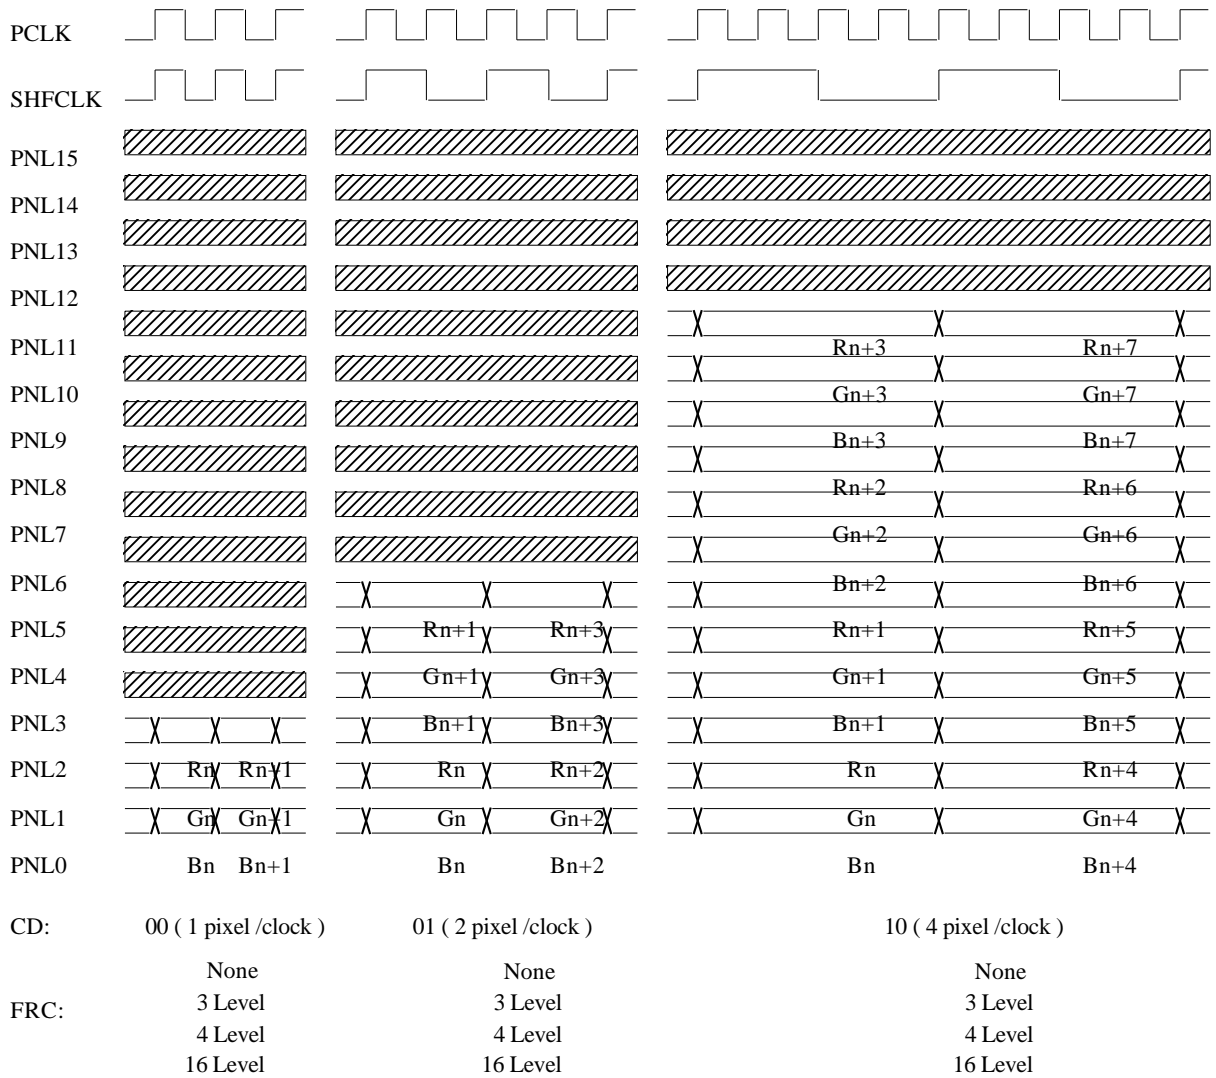 PCLK
SHFCLK
PNL15
PNL14
PNL13
PNL12
PNL11 Rn+3 Rn+7
PNL10 Gn+3 Gn+7
PNL9 Bn+3 Bn+7
PNL8 Rn+2 Rn+6
PNL7 Gn+2 Gn+6
PNL6 Bn+2 Bn+6
PNL5 Rn+1 Rn+3 Rn+1 Rn+5
PNL4 Gn+1 Gn+3 Gn+1 Gn+5
PNL3 Bn+1 Bn+3 Bn+1 Bn+5
PNL2 Rn Rn+1 Rn Rn+2 Rn Rn+4
PNL1 Gn Gn+1 Gn Gn+2 Gn Gn+4
PNL0 Bn Bn+1 Bn Bn+2 Bn Bn+4
CD: 00 ( 1 pixel /clock ) 01 ( 2 pixel /clock ) 10 ( 4 pixel /clock )
None None None
FRC: 3 Level 3 Level 3 Level
4 Level 4 Level 4 Level
16 Level 16 Level 16 Level